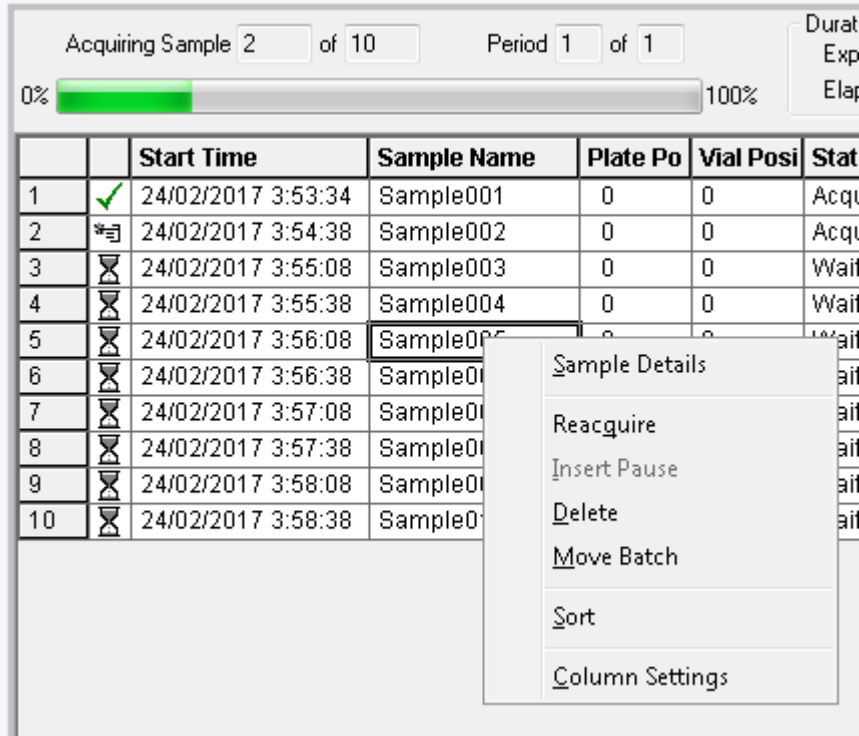 Acquiring Sample 2 of 10 Period 1 of 1
Durat
Exp
Elap
0% 100%
Start Time Sample Name Plate Po Vial Posi Stat
1 24/02/2017 3:53:34 Sample001 0 0 Acqu
2 24/02/2017 3:54:38 Sample002 0 0 Acqu
3 24/02/2017 3:55:08 Sample003 0 0 Wait
4 24/02/2017 3:55:38 Sample004 0 0 Wait
5 24/02/2017 3:56:08
6 24/02/2017 3:56:38
7 24/02/2017 3:57:08
8 24/02/2017 3:57:38
9 24/02/2017 3:58:08
10 24/02/2017 3:58:38
Sample Details
Reacquire
Insert Pause
Delete
Move Batch
Sort
Column Settings